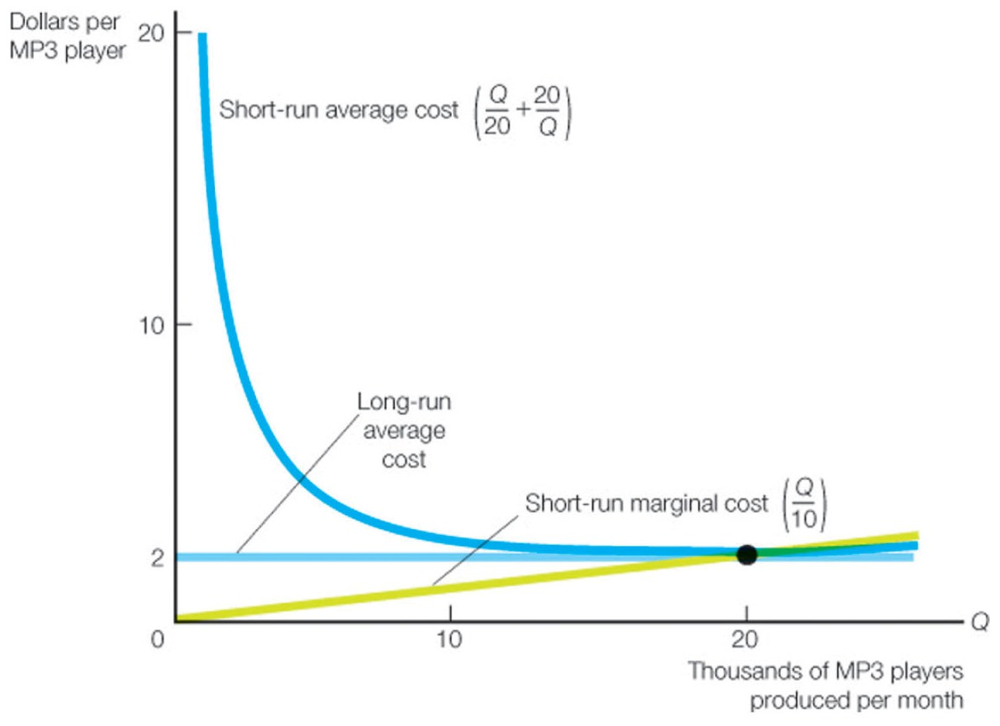 Dollars per
MP3 player
20
Short-run average cost (Q/20 + 20/Q)
10
Long-run
average
cost
Short-run marginal cost (Q/10)
2
0
10
20
Q
Thousands of MP3 players
produced per month